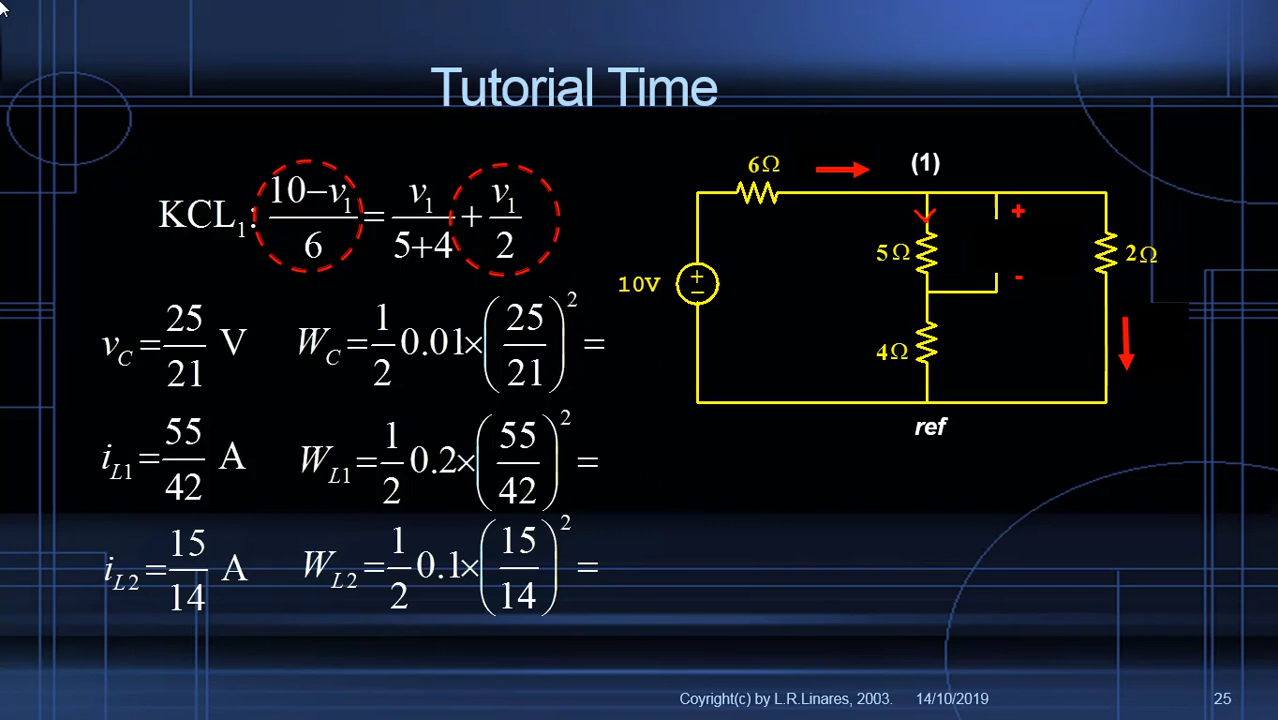 Tutorial Time
KCL₁: (10−v₁)/6 = v₁/(5+4) + v₁/2
v_C = 25/21 V
W_C = 1/2 0.01×(25/21)² =
i_L1 = 55/42 A
W_L1 = 1/2 0.2×(55/42)² =
i_L2 = 15/14 A
W_L2 = 1/2 0.1×(15/14)² =
6Ω
(1)
+
5Ω
2Ω
-
10V
+
−
4Ω
ref
Coyright(c) by L.R.Linares, 2003. 14/10/2019 25